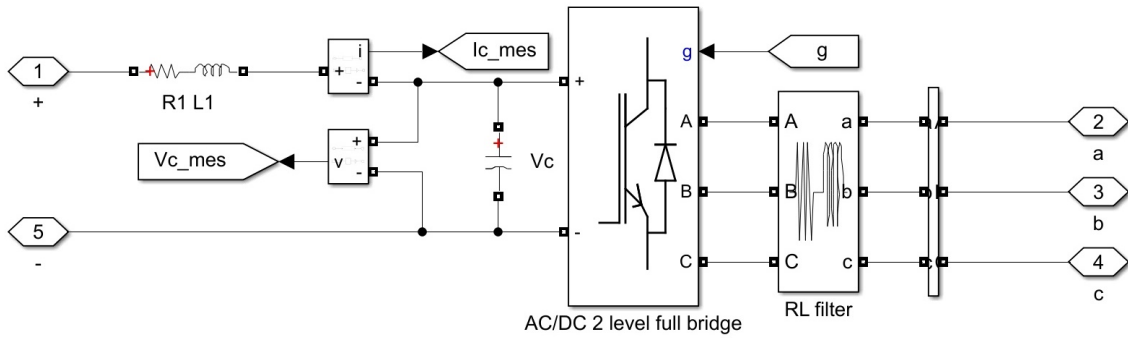 1
+
+
R1 L1
+
i
-
Ic_mes
+
v
-
Vc_mes
+
Vc
5
-
+
-
g
A
B
C
AC/DC 2 level full bridge
g
A
B
C
a
b
c
RL filter
2
a
3
b
4
c